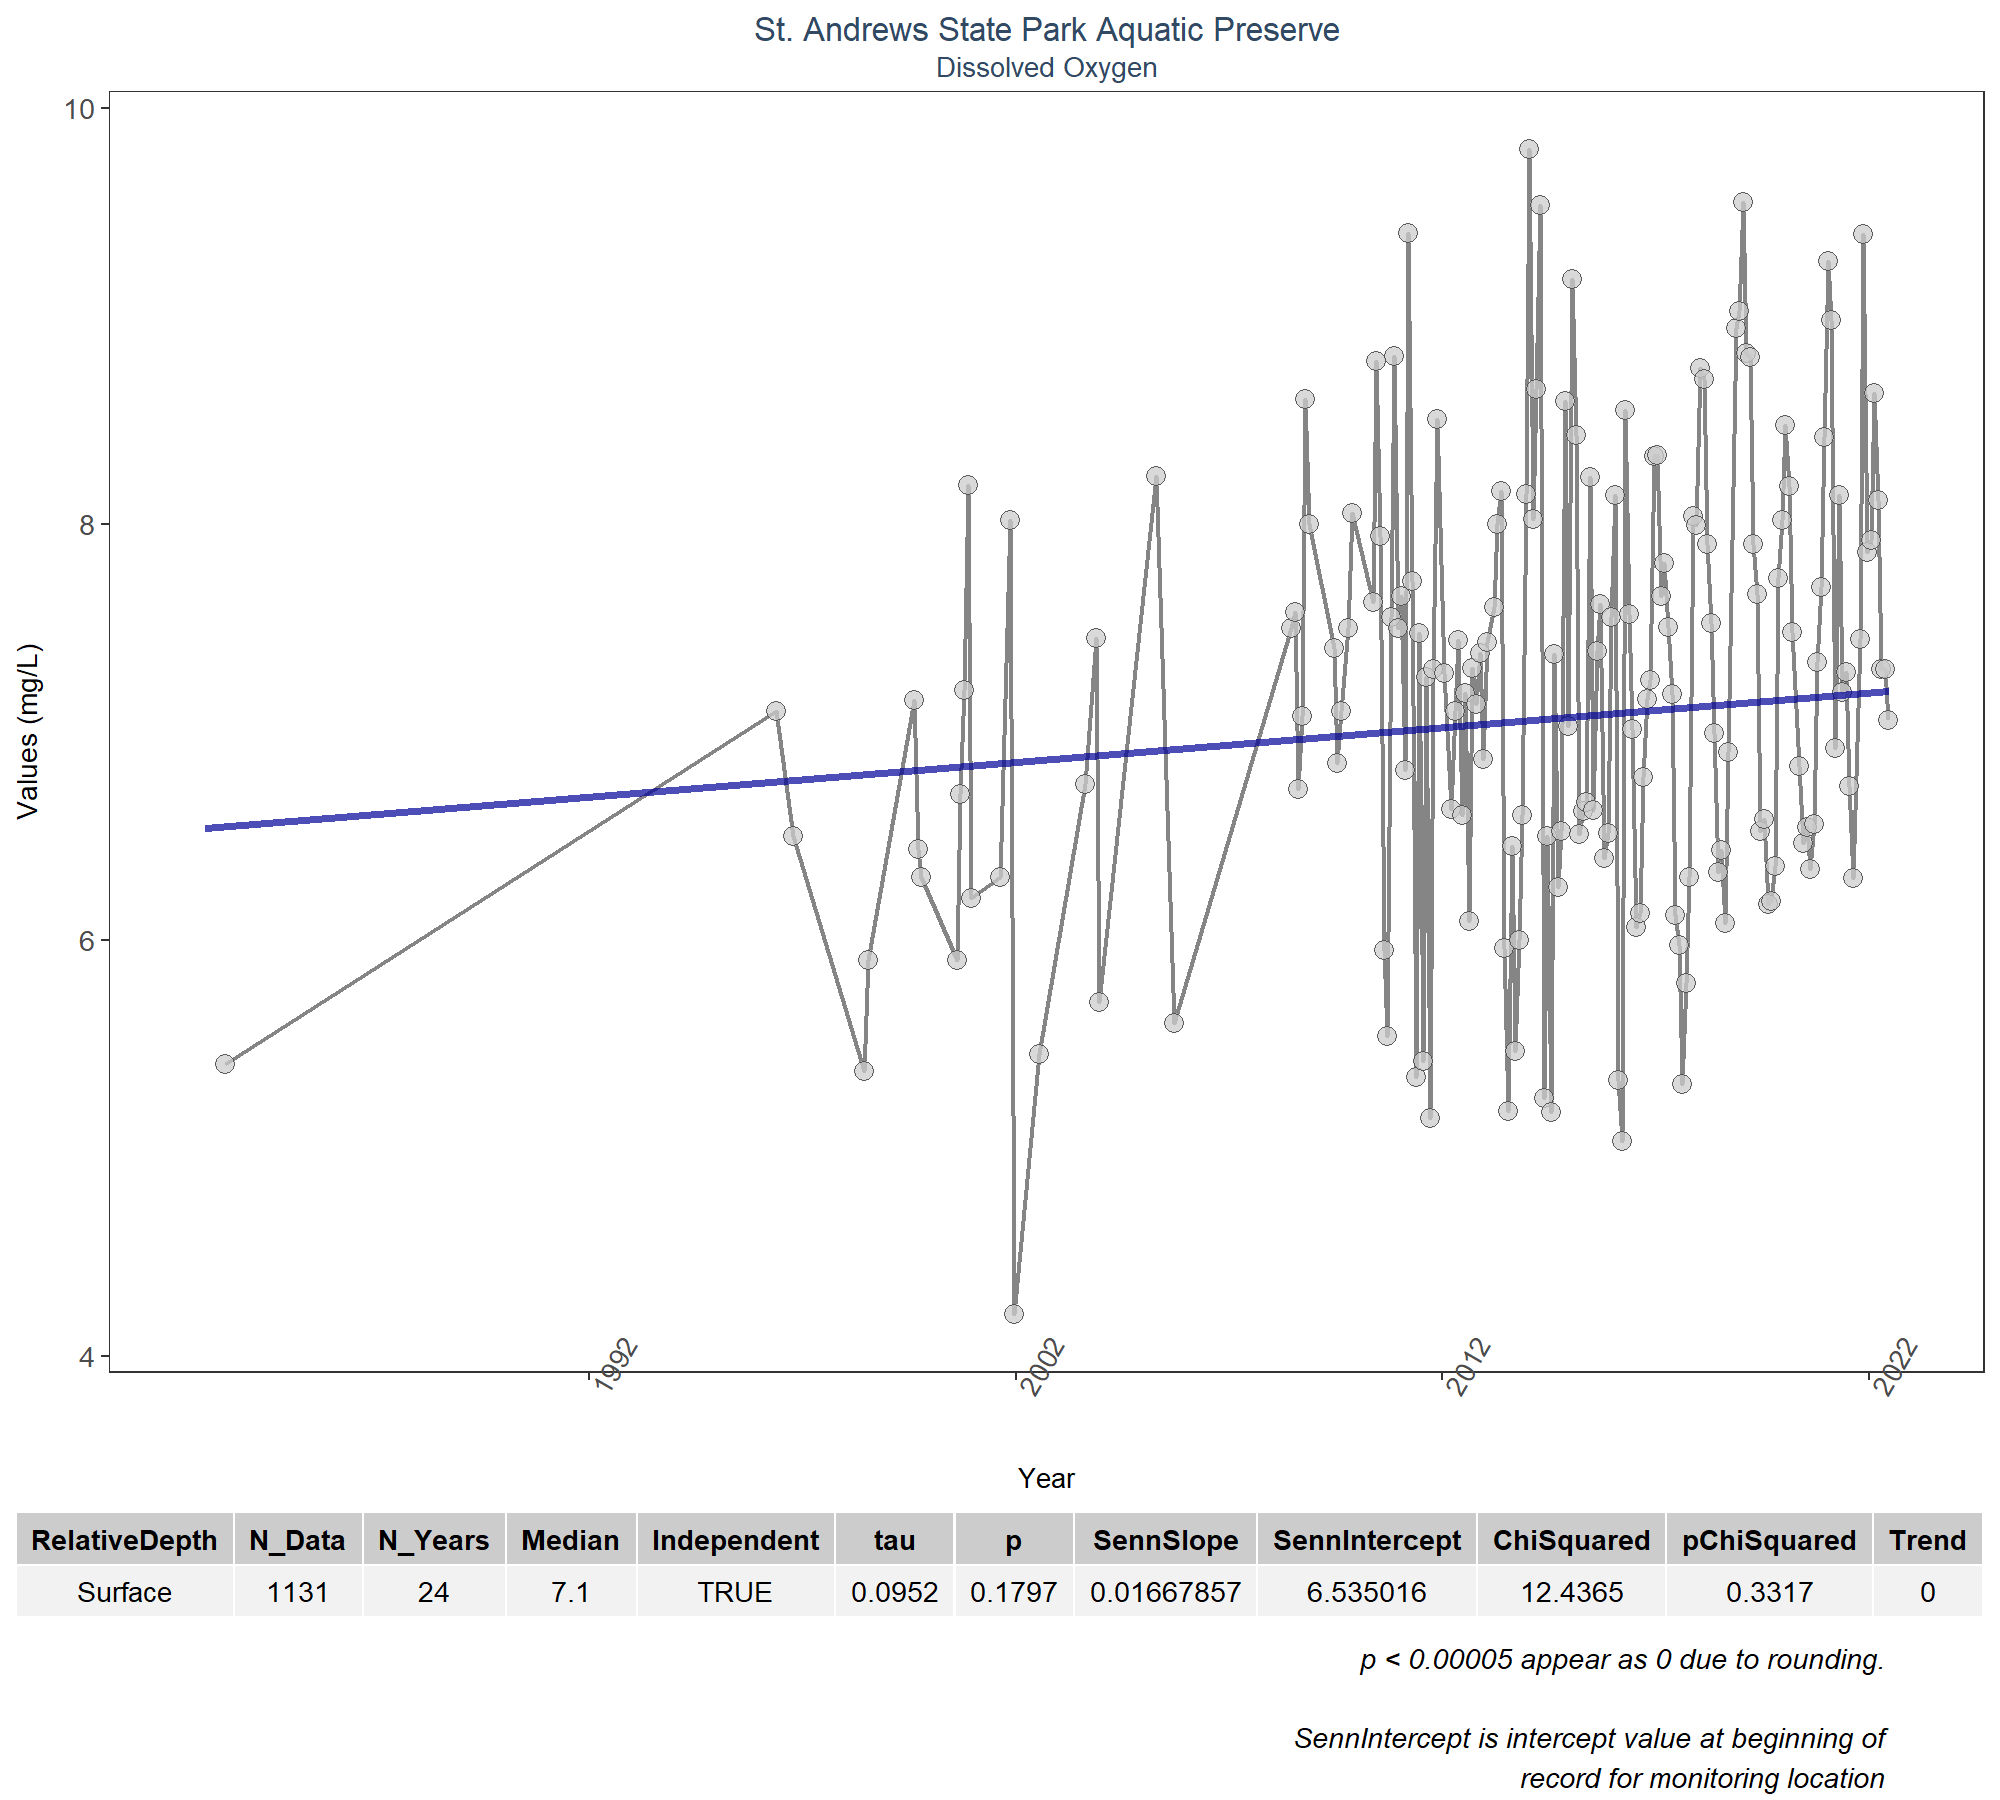 St. Andrews State Park Aquatic Preserve
Dissolved Oxygen
10
8
6
4
Values (mg/L)
1992
2002
2012
2022
Year
RelativeDepth N_Data N_Years Median Independent tau p SennSlope SennIntercept ChiSquared pChiSquared Trend
Surface 1131 24 7.1 TRUE 0.0952 0.1797 0.01667857 6.535016 12.4365 0.3317 0
p < 0.00005 appear as 0 due to rounding.
SennIntercept is intercept value at beginning of
record for monitoring location